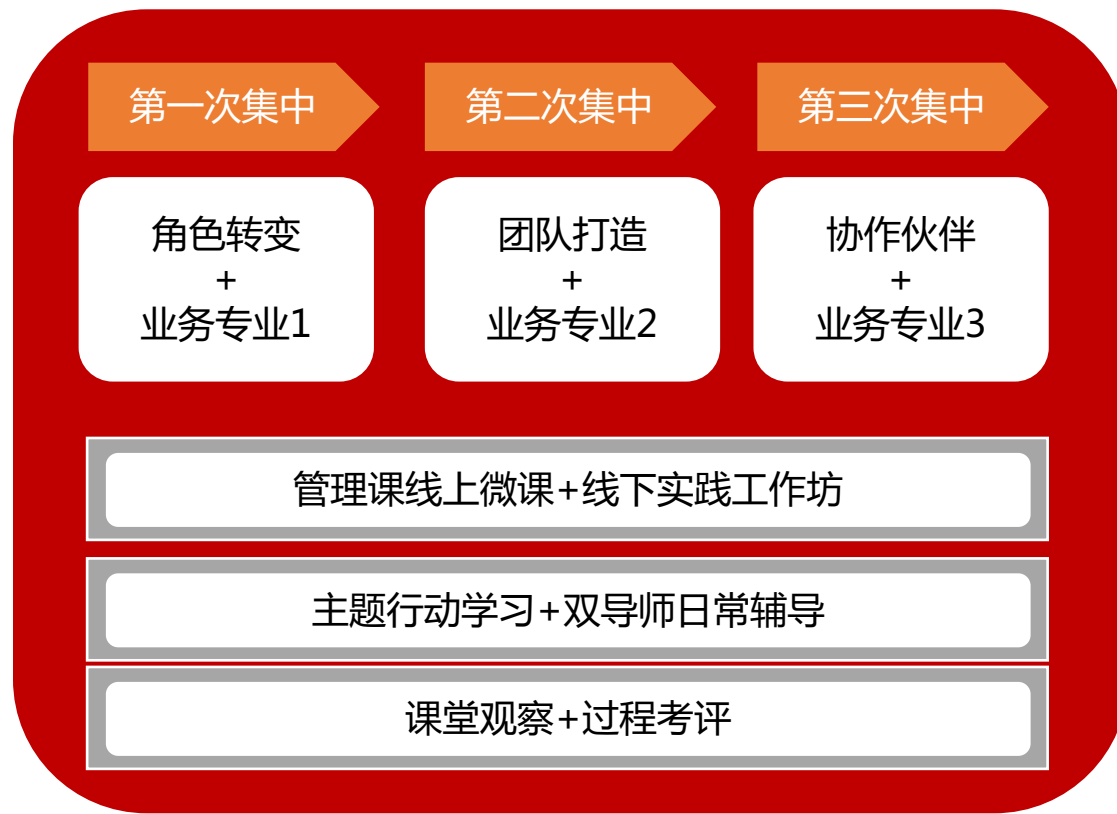 第一次集中
第二次集中
第三次集中
角色转变
+
业务专业1
团队打造
+
业务专业2
协作伙伴
+
业务专业3
管理课线上微课+线下实践工作坊
主题行动学习+双导师日常辅导
课堂观察+过程考评